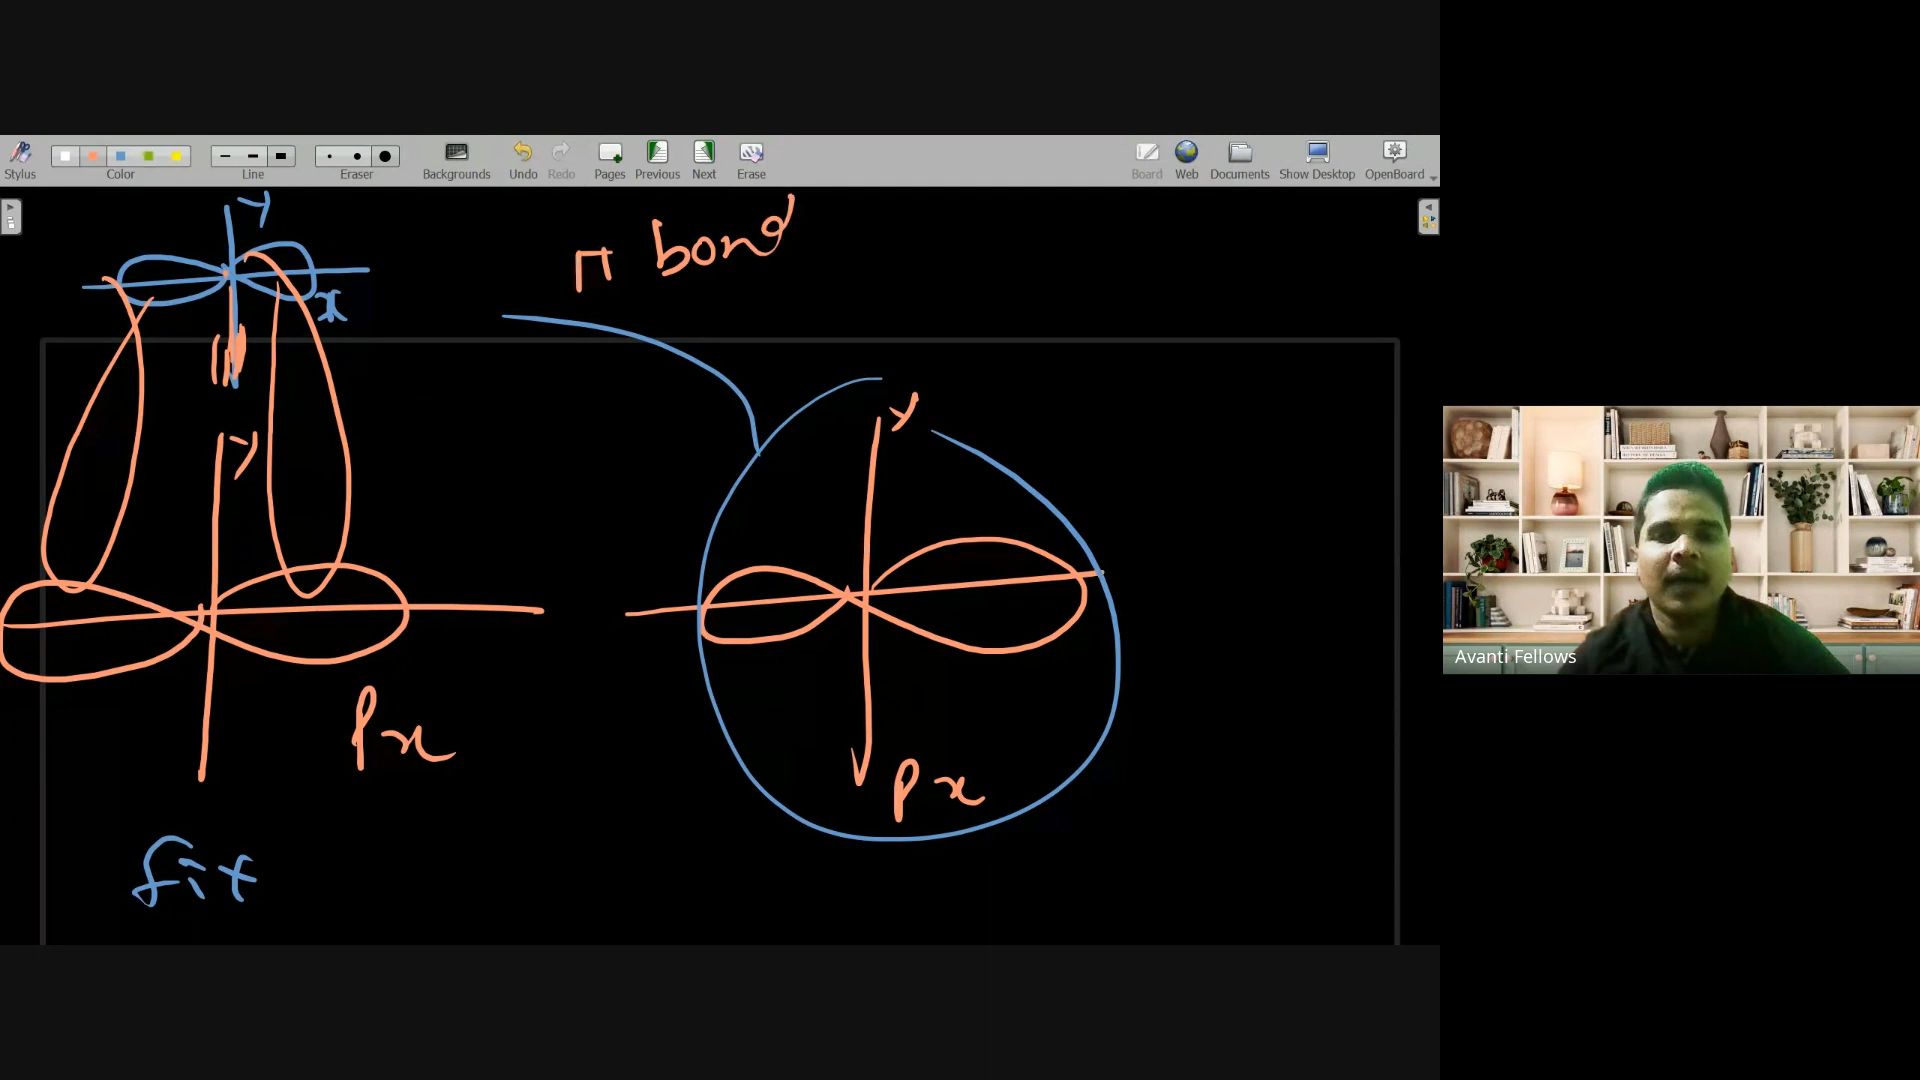 Stylus
Color
Line
Eraser
Backgrounds
Undo
Redo
Pages
Previous
Next
Erase
Board
Web
Documents
Show Desktop
OpenBoard
π bond
y
x
y
y
Px
Px
fit
Avanti Fellows